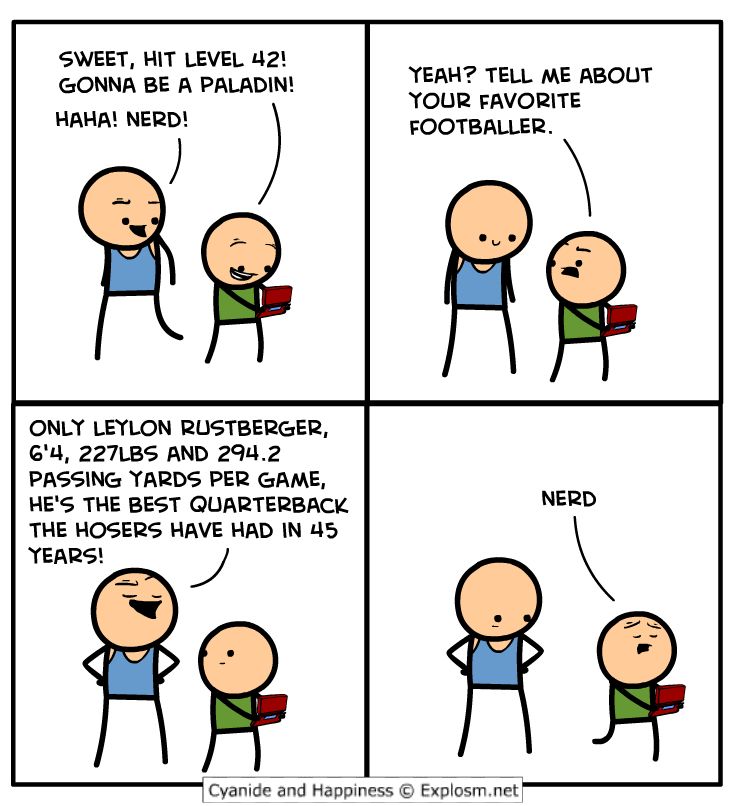 SWEET, HIT LEVEL 42!
GONNA BE A PALADIN!
HAHA! NERD!
YEAH? TELL ME ABOUT
YOUR FAVORITE
FOOTBALLER.
ONLY LEYLON RUSTBERGER,
6'4, 227LBS AND 294.2
PASSING YARDS PER GAME,
HE'S THE BEST QUARTERBACK
THE HOSERS HAVE HAD IN 45
YEARS!
NERD
Cyanide and Happiness © Explosm.net